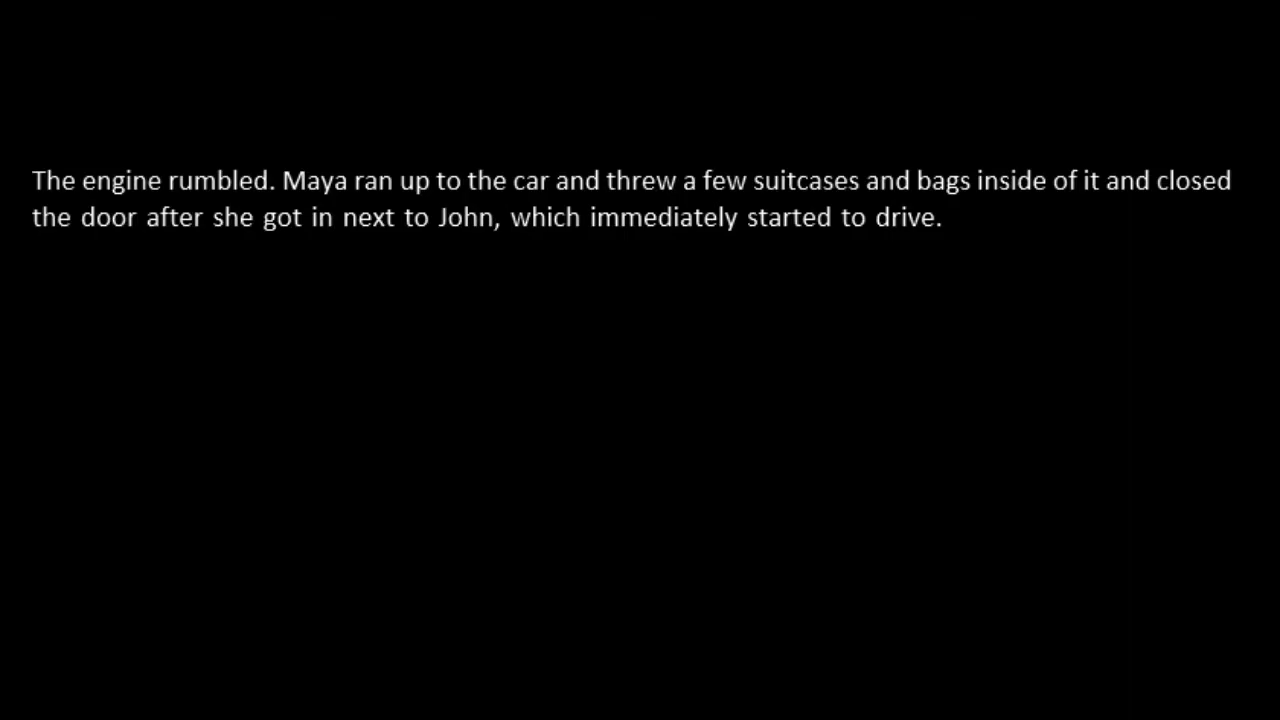 The engine rumbled. Maya ran up to the car and threw a few suitcases and bags inside of it and closed
the door after she got in next to John, which immediately started to drive.